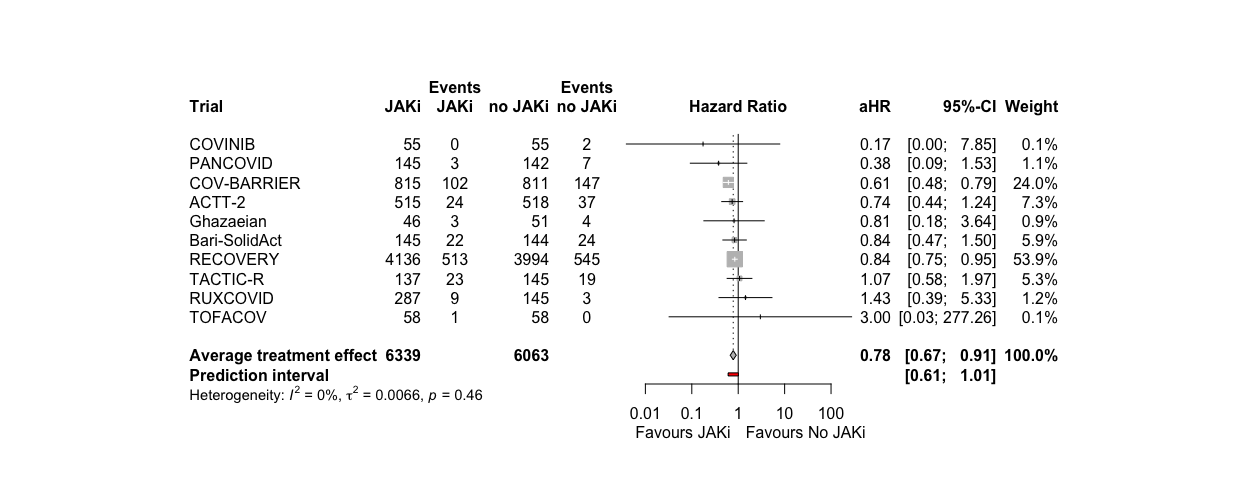 Events Events
Trial JAKi JAKi no JAKi no JAKi Hazard Ratio aHR 95%-CI Weight
COVINIB 55 0 55 2 0.17 [0.00; 7.85] 0.1%
PANCOVID 145 3 142 7 0.38 [0.09; 1.53] 1.1%
COV-BARRIER 815 102 811 147 0.61 [0.48; 0.79] 24.0%
ACTT-2 515 24 518 37 0.74 [0.44; 1.24] 7.3%
Ghazaeian 46 3 51 4 0.81 [0.18; 3.64] 0.9%
Bari-SolidAct 145 22 144 24 0.84 [0.47; 1.50] 5.9%
RECOVERY 4136 513 3994 545 0.84 [0.75; 0.95] 53.9%
TACTIC-R 137 23 145 19 1.07 [0.58; 1.97] 5.3%
RUXCOVID 287 9 145 3 1.43 [0.39; 5.33] 1.2%
TOFACOV 58 1 58 0 3.00 [0.03; 277.26] 0.1%
Average treatment effect 6339 6063 0.78 [0.67; 0.91] 100.0%
Prediction interval [0.61; 1.01]
Heterogeneity: I² = 0%, τ² = 0.0066, p = 0.46
0.01 0.1 1 10 100
Favours JAKi Favours No JAKi